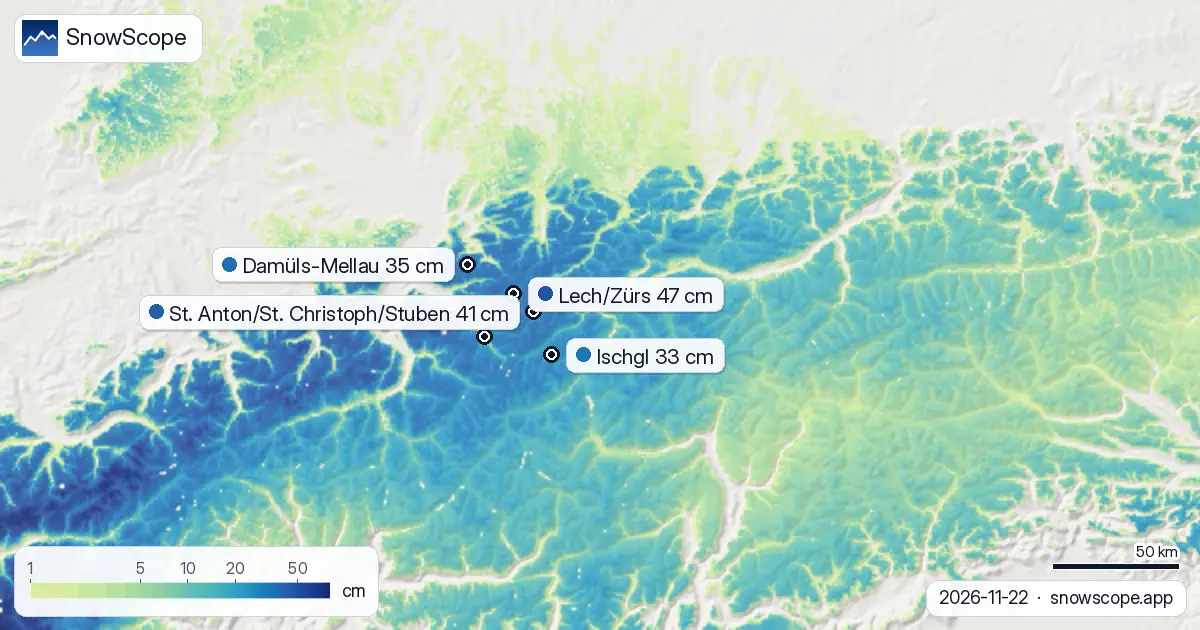 SnowScope
Damüls-Mellau 35 cm
Lech/Zürs 47 cm
St. Anton/St. Christoph/Stuben 41 cm
Ischgl 33 cm
1 5 10 20 50
cm
50 km
2026-11-22 · snowscope.app